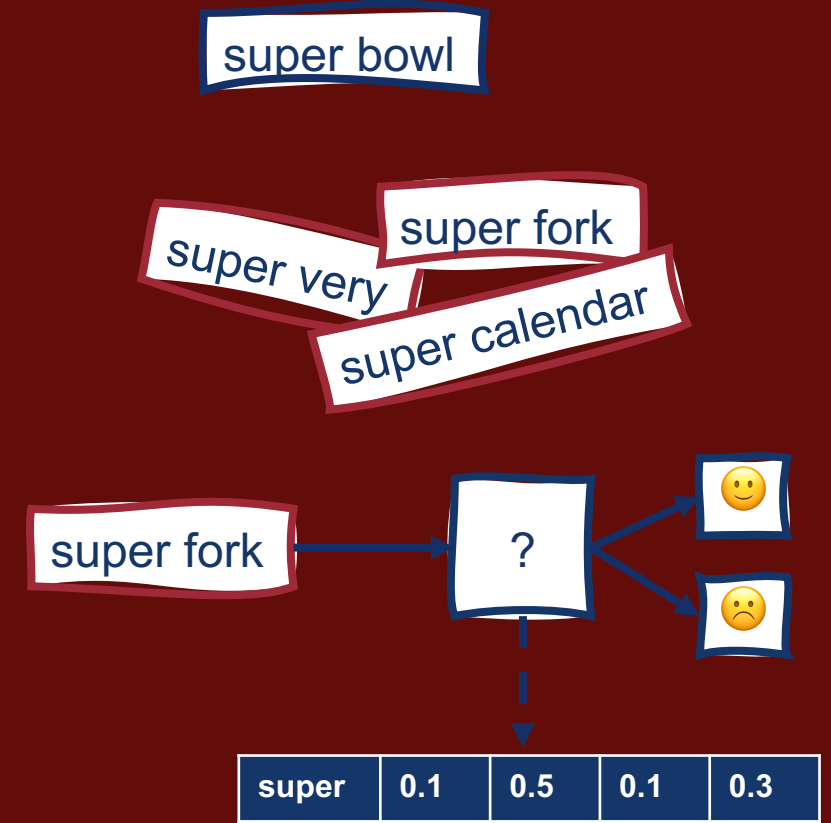 super bowl
super fork
super very
super calendar
super fork
?
super 0.1 0.5 0.1 0.3